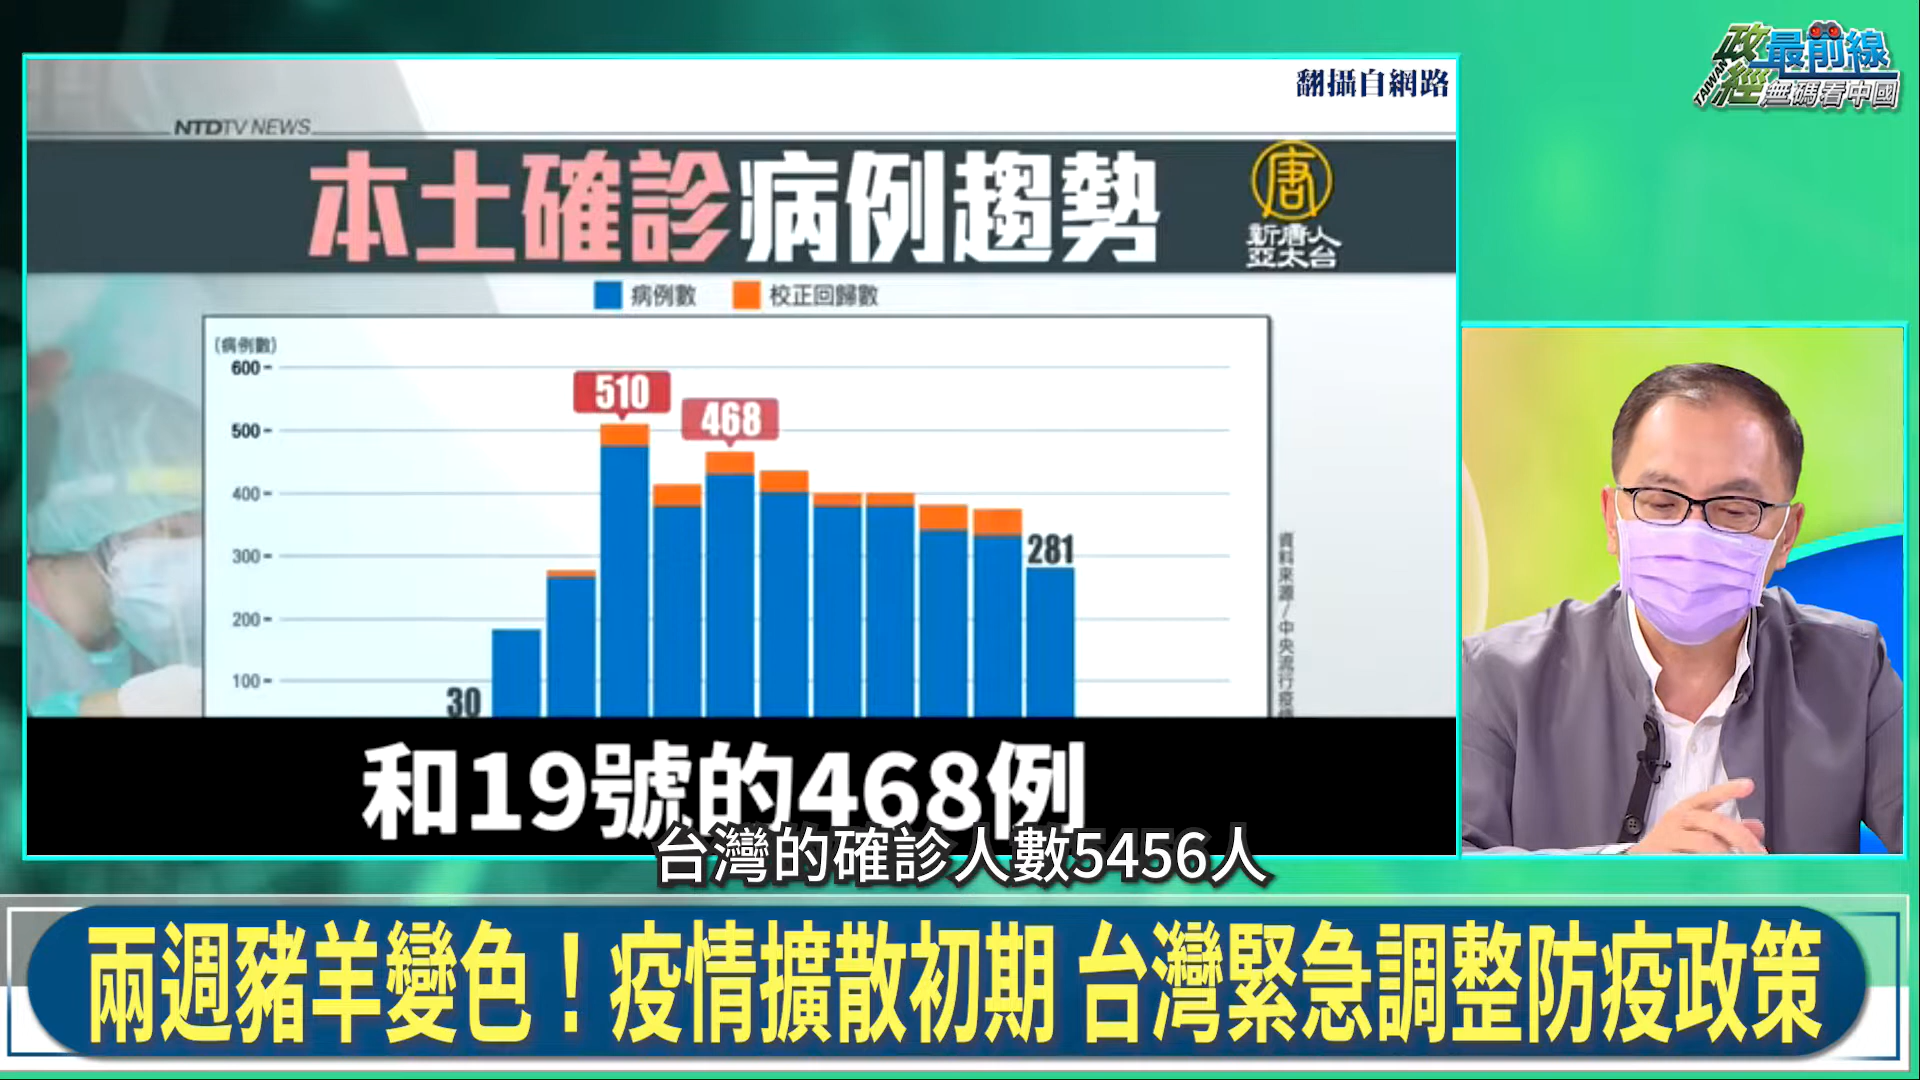 政經最前線
TAIWAN
無碼看中國
翻攝自網路
NTDTV NEWS
本土確診病例趨勢
唐
新唐人
亞太台
病例數
校正回歸數
(病例數)
600
510
468
500
400
300
281
200
100
30
資料來源/中央流行疫
和19號的468例
台灣的確診人數5456人
兩週豬羊變色！疫情擴散初期 台灣緊急調整防疫政策